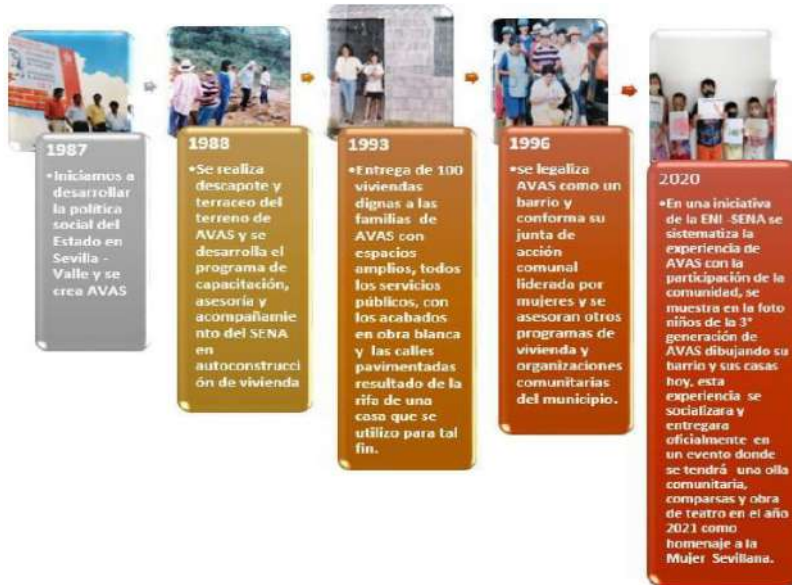 1987
•Iniciamos a
desarrollar
la política
social del
Estado en
Sevilla -
Valle y se
crea AVAS
1988
•Se realiza
descapote y
terraceo del
terreno de
AVAS y se
desarrolla el
programa de
capacitación,
asesoría y
acompañamie
nto del SENA
en
autoconstrucci
ón de vivienda
1993
•Entrega de 100
viviendas
dignas a las
familias de
AVAS con
espacios
amplios, todos
los servicios
públicos, con
los acabados
en obra blanca
y las calles
pavimentadas
resultado de la
rifa de una
casa que se
utilizo para tal
fin.
1996
•se legaliza
AVAS como un
barrio y
conforma su
junta de
acción
comunal
liderada por
mujeres y se
asesoran otros
programas de
vivienda y
organizaciones
comunitarias
del municipio.
2020
•En una iniciativa
de la ENI -SENA se
sistematiza la
experiencia de
AVAS con la
participación de la
comunidad, se
muestra en la foto
niños de la 3°
generación de
AVAS dibujando su
barrio y sus casas
hoy, esta
experiencia se
socializara y
entregara
oficialmente en
un evento donde
se tendrá una olla
comunitaria,
comparsas y obra
de teatro en el año
2021 como
homenaje a la
Mujer Sevillana.